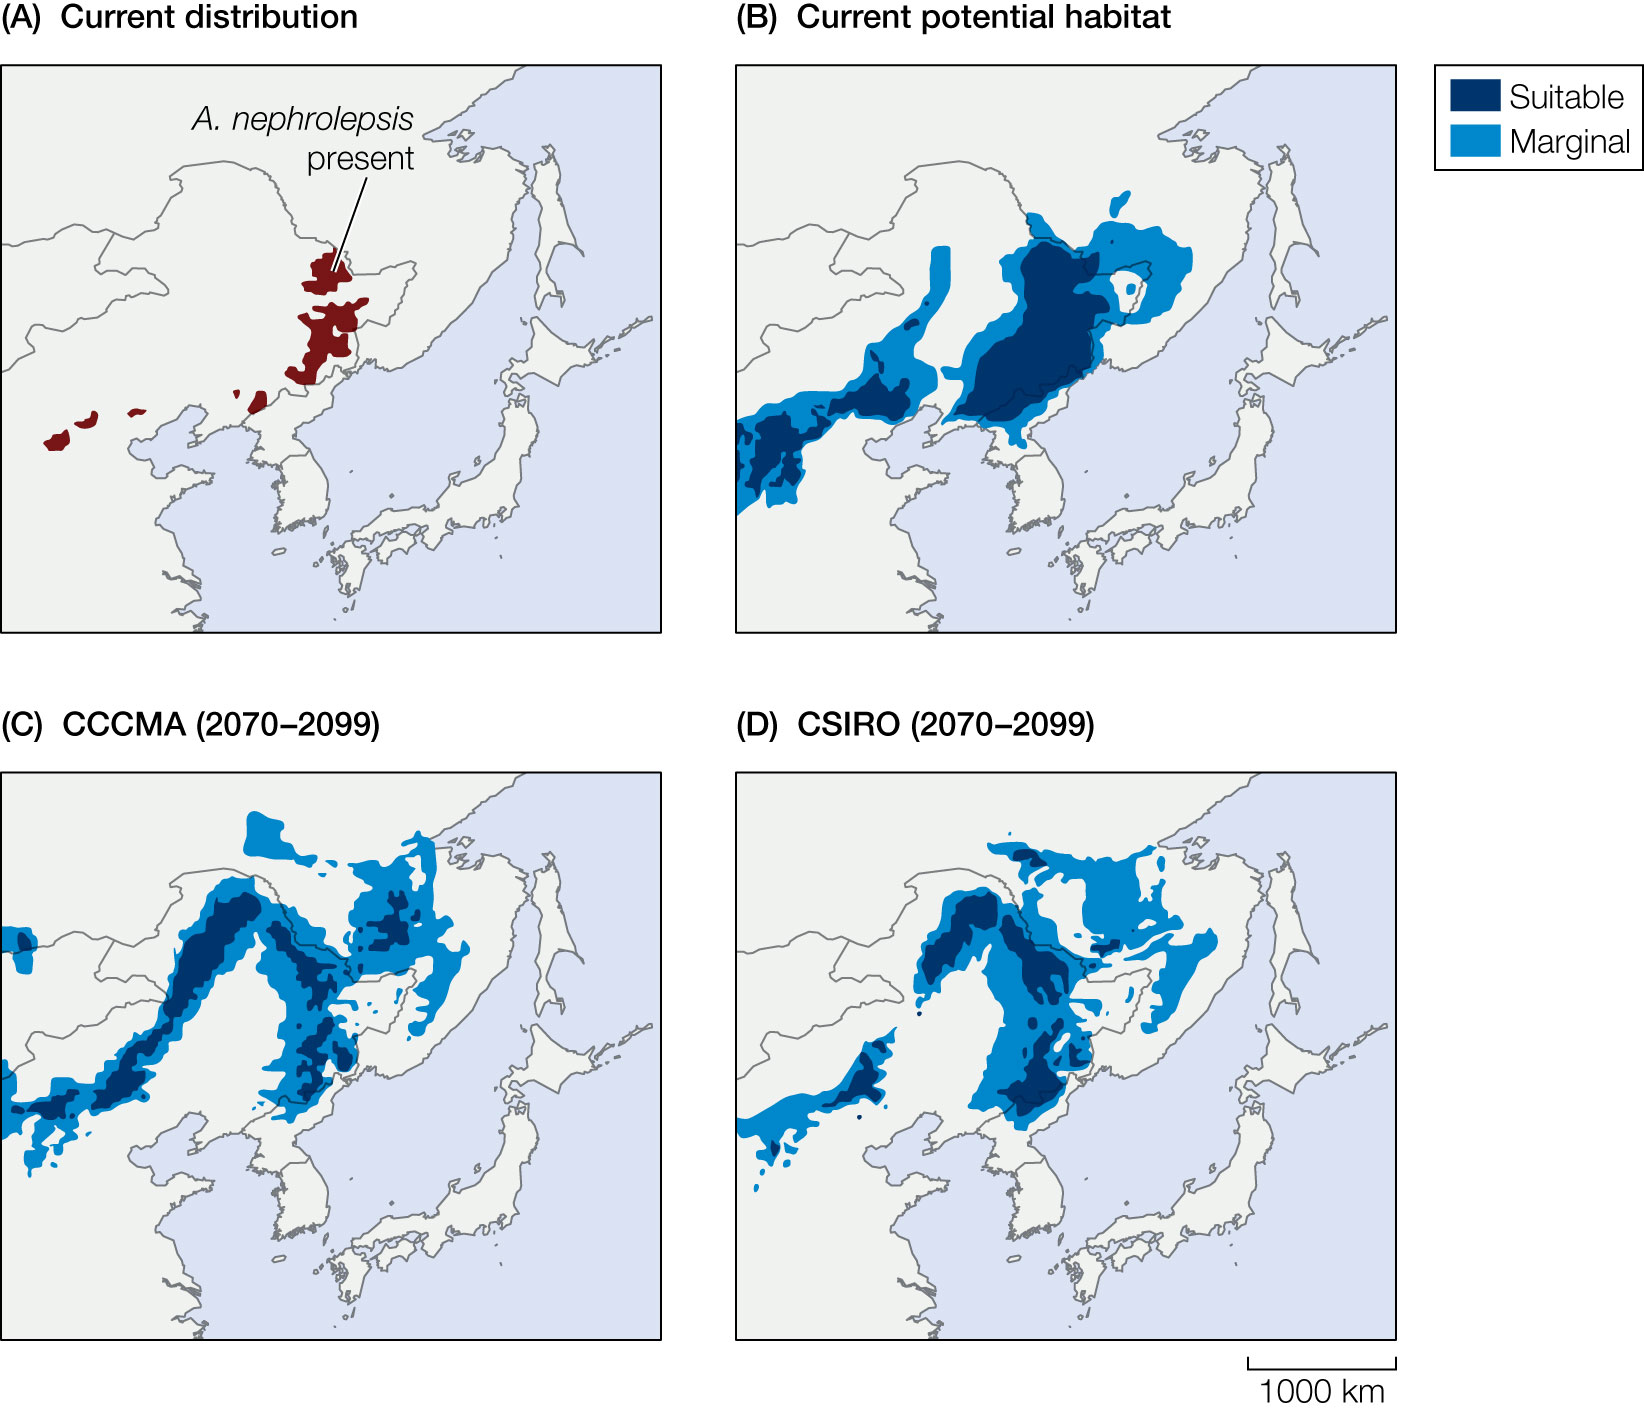 (A) Current distribution
A. nephrolepsis
present
(B) Current potential habitat
Suitable
Marginal
(C) CCCMA (2070–2099)
(D) CSIRO (2070–2099)
1000 km